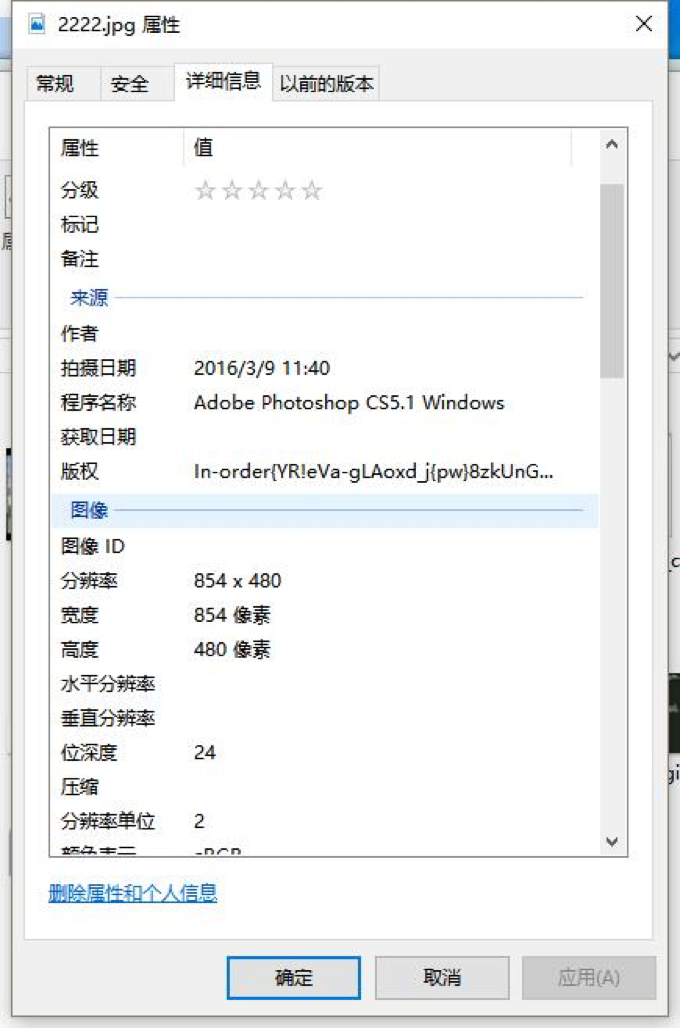 2222.jpg 属性
常规 安全 详细信息 以前的版本
属性 值
分级
标记
备注
来源
作者
拍摄日期 2016/3/9 11:40
程序名称 Adobe Photoshop CS5.1 Windows
获取日期
版权 In-order{YR!eVa-gLAoxd_j{pw}8zkUnG...
图像
图像 ID
分辨率 854 x 480
宽度 854 像素
高度 480 像素
水平分辨率
垂直分辨率
位深度 24
压缩
分辨率单位 2
颜色表示 sRGB
删除属性和个人信息
确定 取消 应用(A)